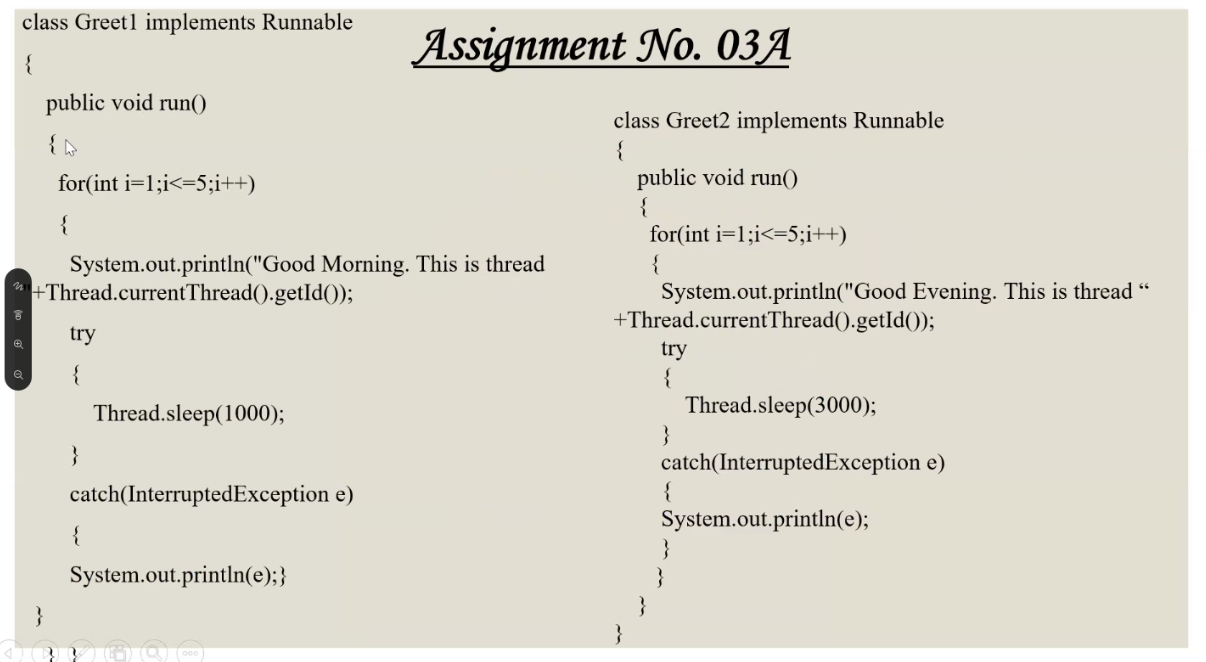 Assignment No. 03A
class Greet1 implements Runnable
{
public void run()
{
for(int i=1;i<=5;i++)
{
System.out.println("Good Morning. This is thread
"+Thread.currentThread().getId());
try
{
Thread.sleep(1000);
}
catch(InterruptedException e)
{
System.out.println(e);}
}
} }
class Greet2 implements Runnable
{
public void run()
{
for(int i=1;i<=5;i++)
{
System.out.println("Good Evening. This is thread “
+Thread.currentThread().getId());
try
{
Thread.sleep(3000);
}
catch(InterruptedException e)
{
System.out.println(e);
}
}
}
}